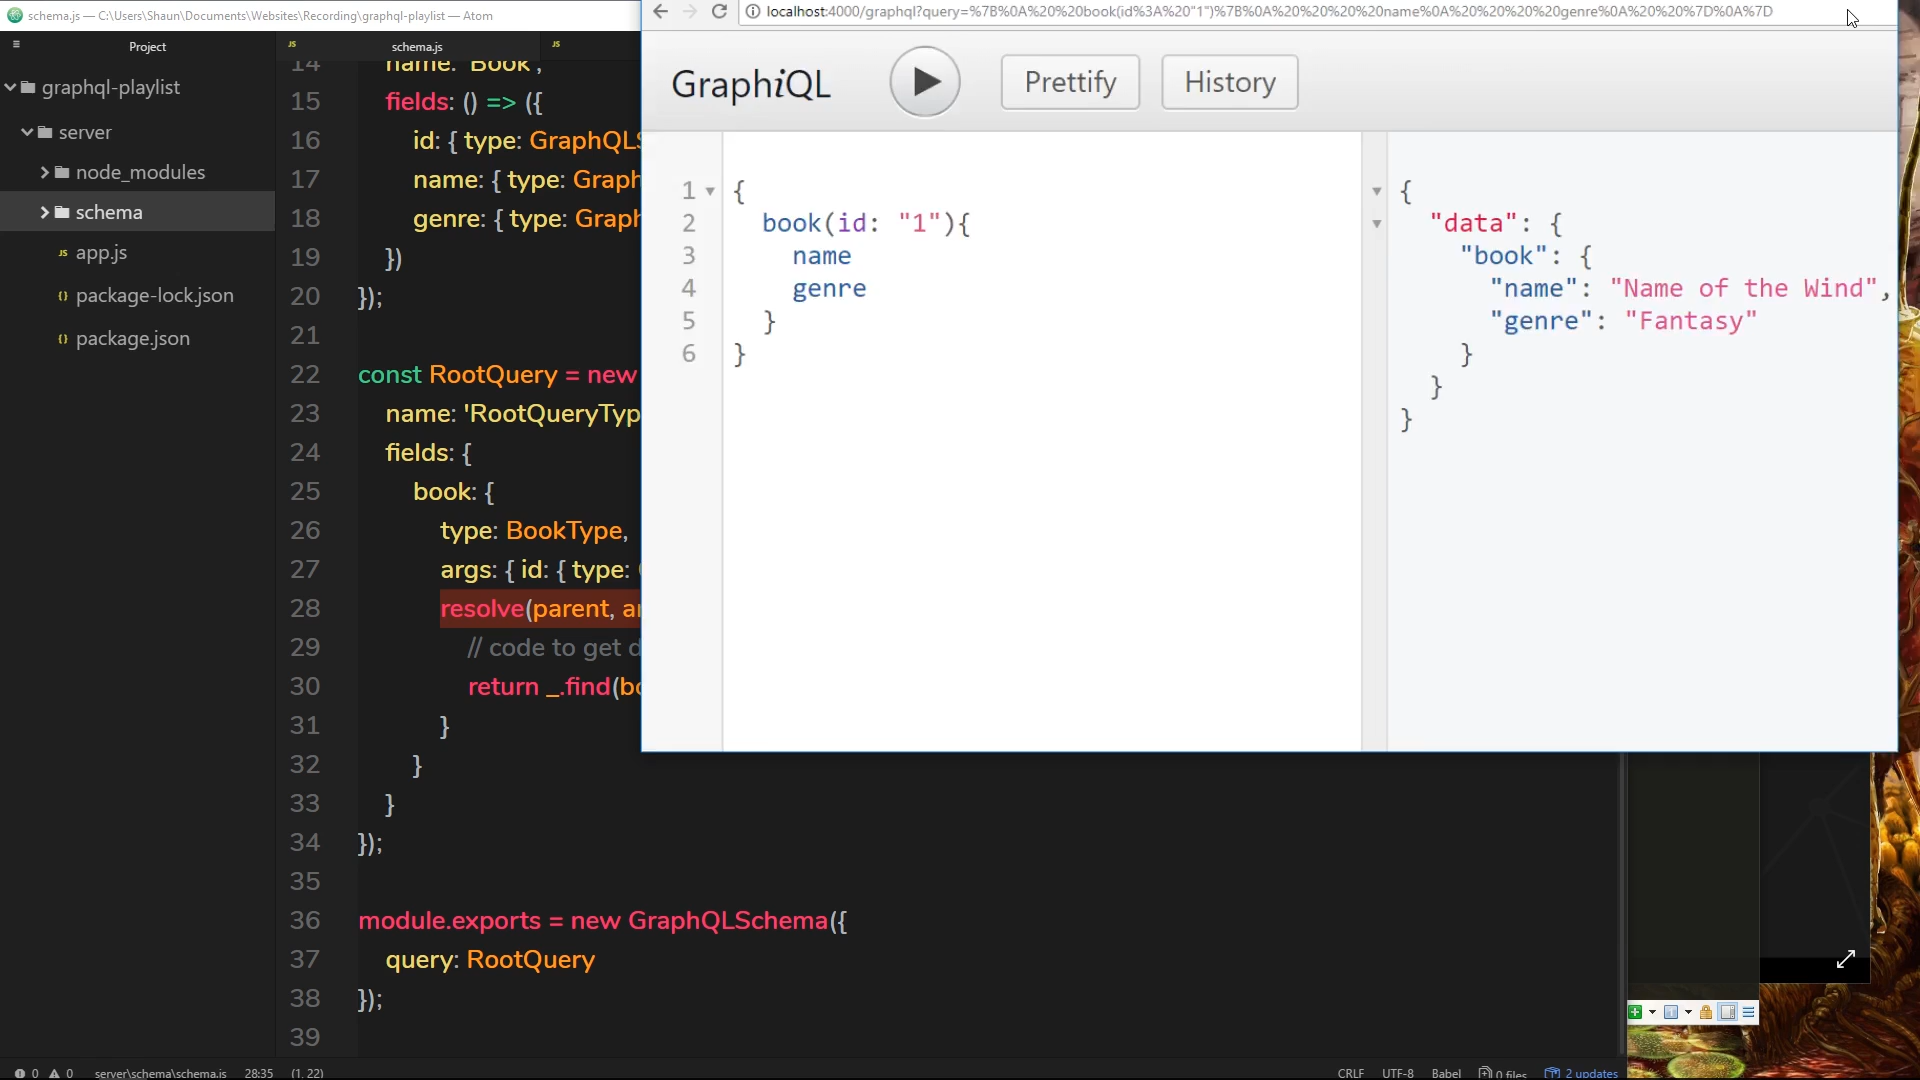 schema.js — C:\Users\Shaun\Documents\Websites\Recording\graphql-playlist — Atom
Project
graphql-playlist
server
node_modules
schema
app.js
package-lock.json
package.json
schema.js
14 name: 'Book',
15 fields: () => ({
16 id: { type: GraphQLS
17 name: { type: Graph
18 genre: { type: Graph
19 })
20 });
21
22 const RootQuery = new
23 name: 'RootQueryTyp
24 fields: {
25 book: {
26 type: BookType,
27 args: { id: { type:
28 resolve(parent, ar
29 // code to get d
30 return _.find(bo
31 }
32 }
33 }
34 });
35
36 module.exports = new GraphQLSchema({
37 query: RootQuery
38 });
39
localhost:4000/graphql?query=%7B%0A%20%20book(id%3A%20"1")%7B%0A%20%20%20%20name%0A%20%20%20%20genre%0A%20%20%7D%0A%7D
GraphiQL
Prettify
History
1 {
2 book(id: "1"){
3 name
4 genre
5 }
6 }
{
"data": {
"book": {
"name": "Name of the Wind",
"genre": "Fantasy"
}
}
}
0 0 server\schema\schema.js 28:35 (1, 22)
CRLF UTF-8 Babel 0 files 2 updates